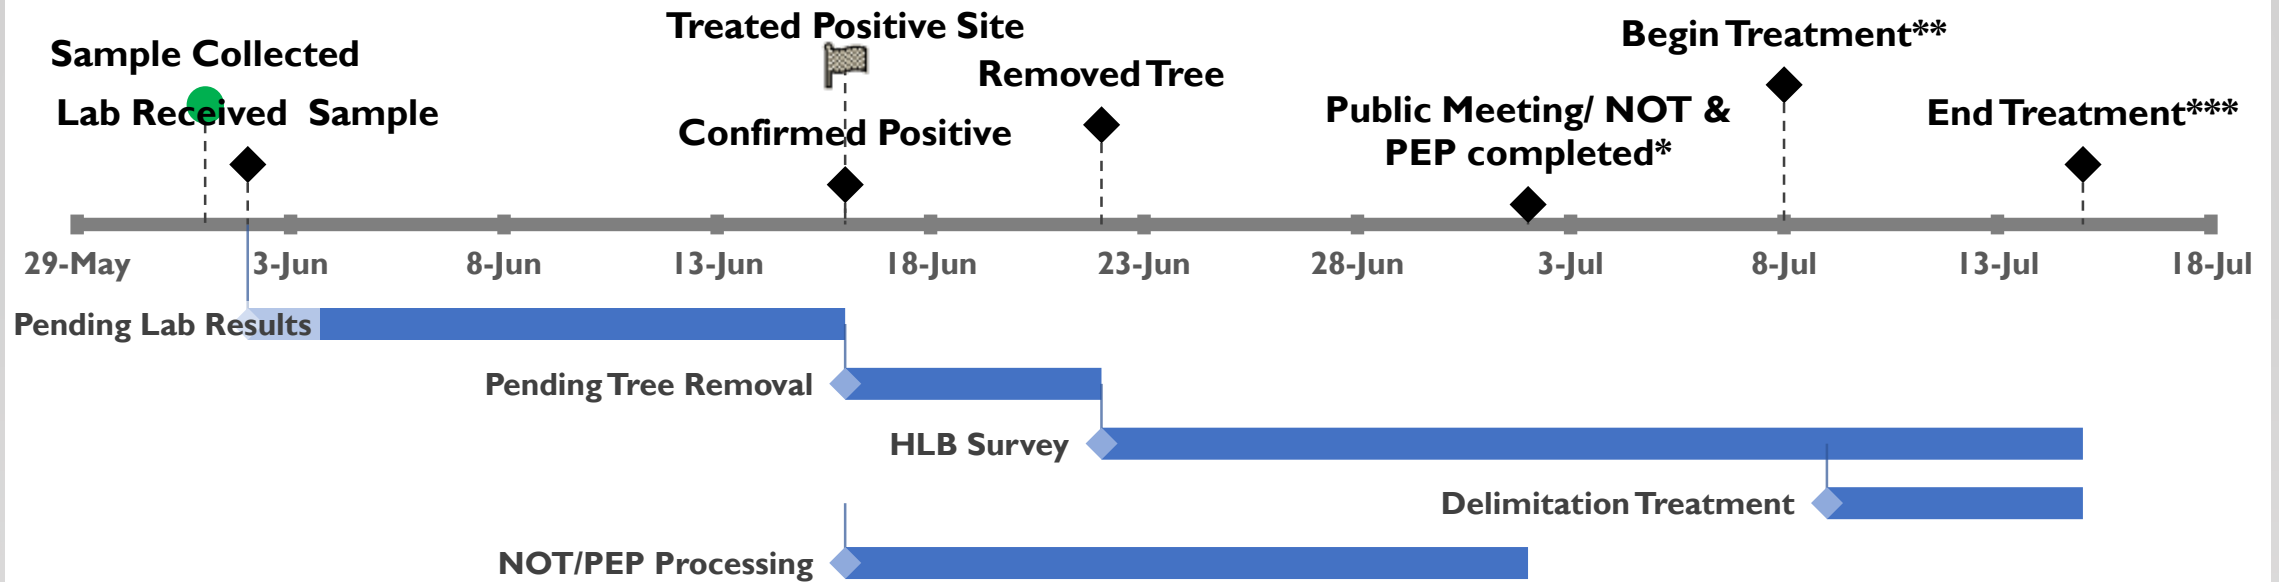 Treated Positive Site
Begin Treatment**
Sample Collected
Removed Tree
Lab Received Sample
Confirmed Positive
Public Meeting/ NOT &
PEP completed*
End Treatment***
29-May
3-Jun
8-Jun
13-Jun
18-Jun
23-Jun
28-Jun
3-Jul
8-Jul
13-Jul
18-Jul
Pending Lab Results
Pending Tree Removal
HLB Survey
Delimitation Treatment
NOT/PEP Processing